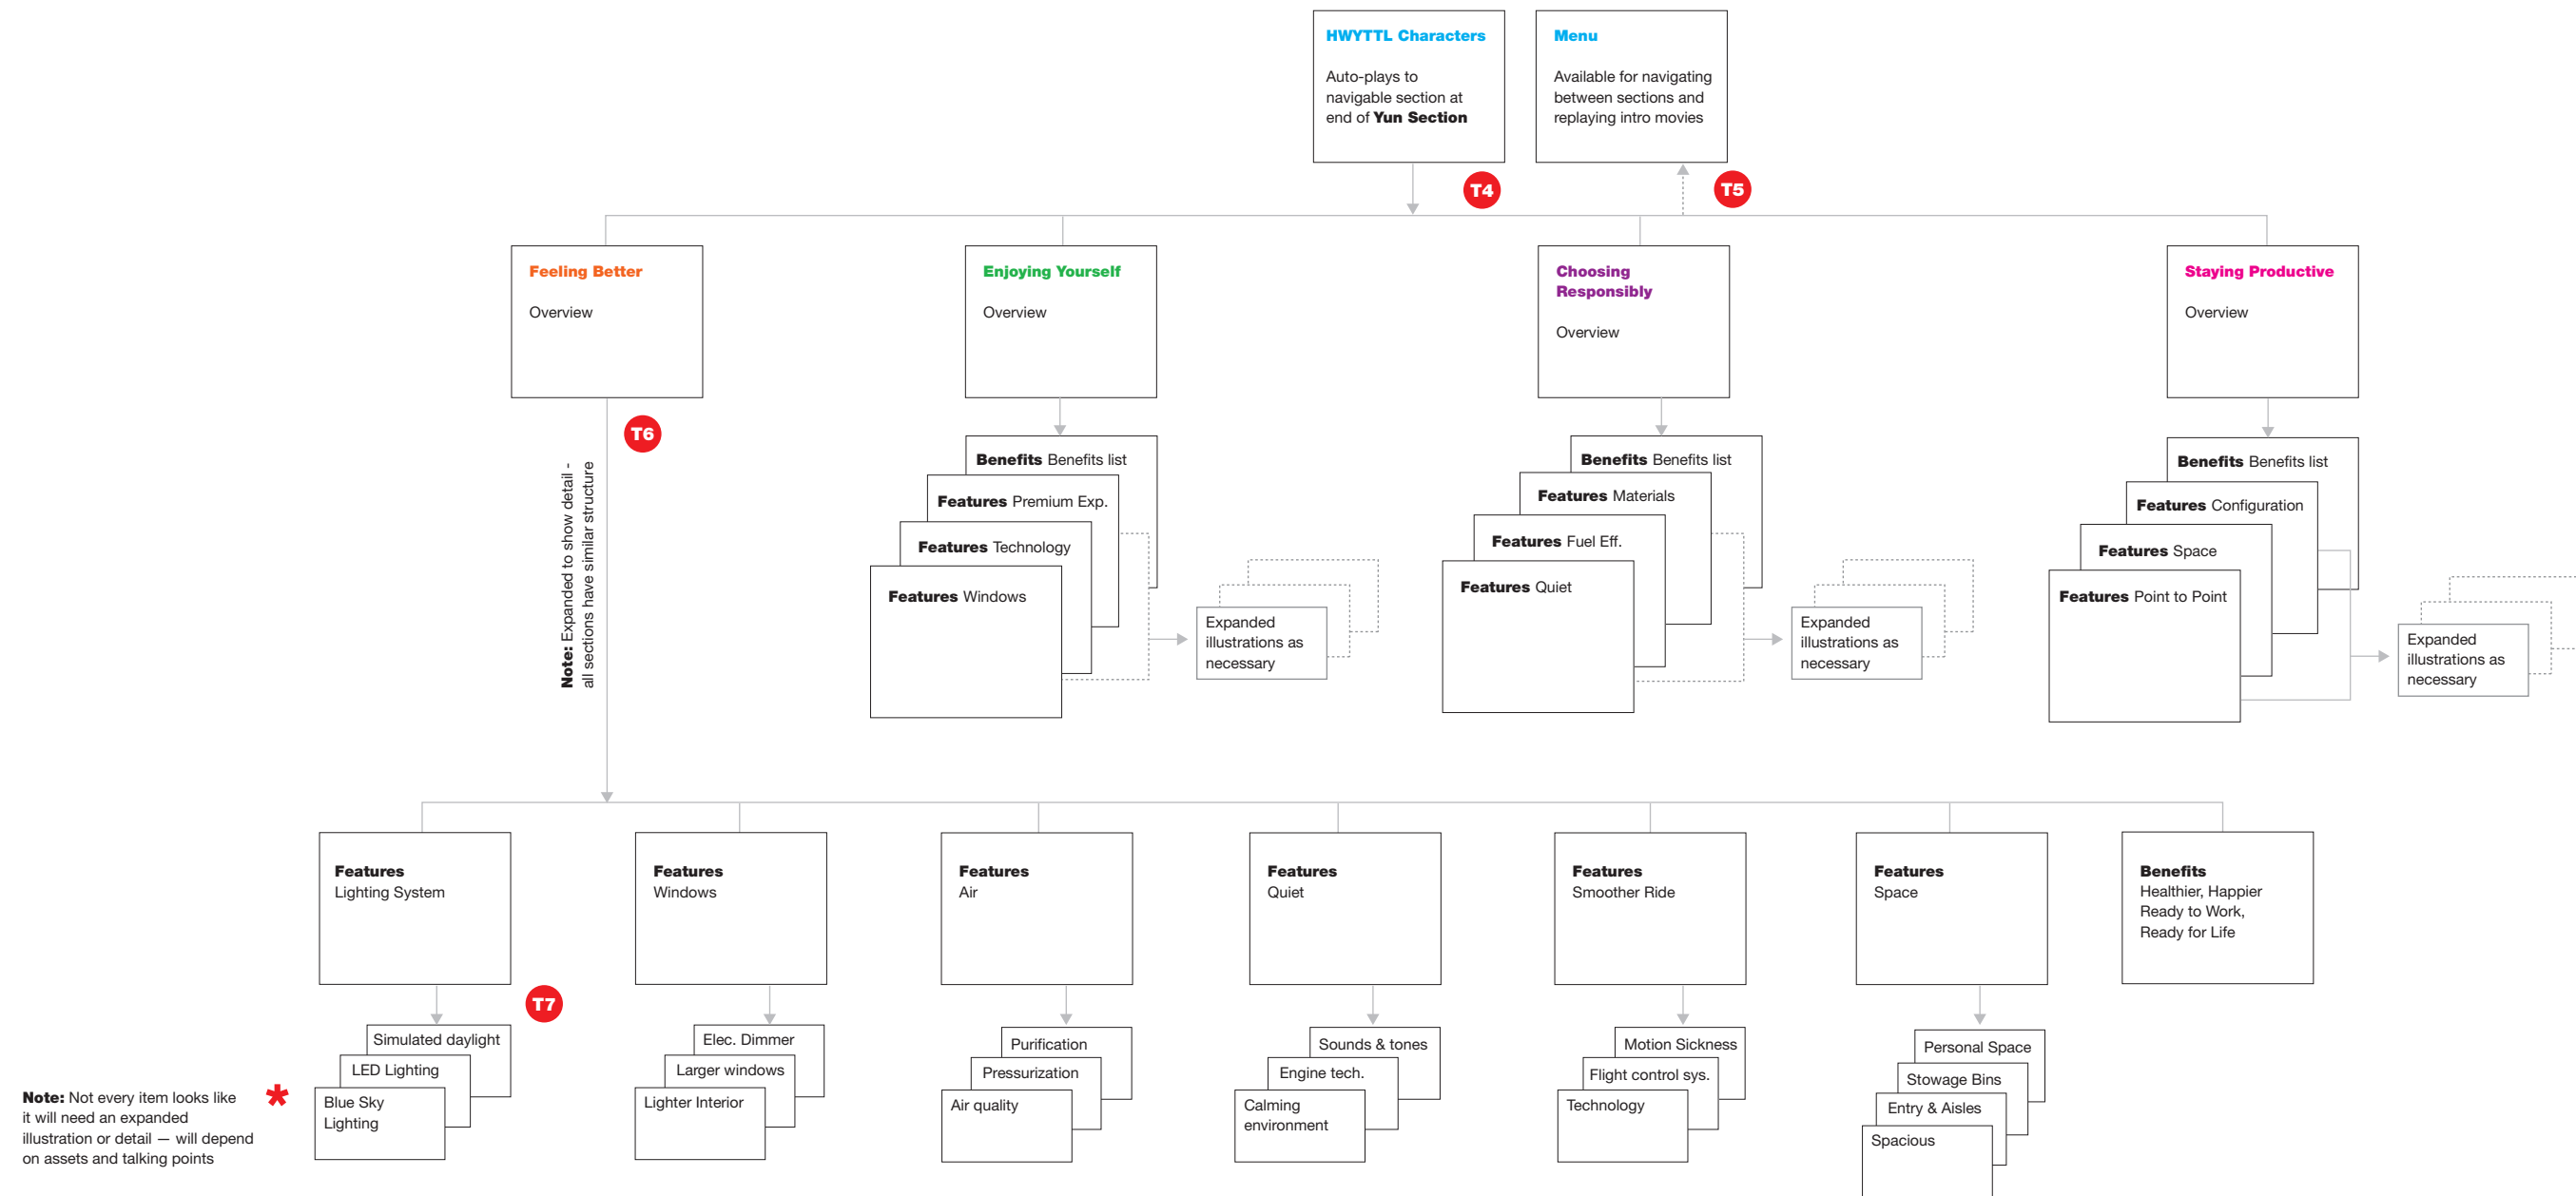 HWYTTL Characters
Auto-plays to
navigable section at
end of Yun Section
Menu
Available for navigating
between sections and
replaying intro movies
T4
T5
Feeling Better
Overview
Enjoying Yourself
Overview
Choosing
Responsibly
Overview
Staying Productive
Overview
T6
Note: Expanded to show detail -
all sections have similar structure
Benefits Benefits list
Features Premium Exp.
Features Technology
Features Windows
Expanded
illustrations as
necessary
Benefits Benefits list
Features Materials
Features Fuel Eff.
Features Quiet
Expanded
illustrations as
necessary
Benefits Benefits list
Features Configuration
Features Space
Features Point to Point
Expanded
illustrations as
necessary
Features
Lighting System
Features
Windows
Features
Air
Features
Quiet
Features
Smoother Ride
Features
Space
Benefits
Healthier, Happier
Ready to Work,
Ready for Life
T7
Simulated daylight
LED Lighting
Blue Sky
Lighting
Elec. Dimmer
Larger windows
Lighter Interior
Purification
Pressurization
Air quality
Sounds & tones
Engine tech.
Calming
environment
Motion Sickness
Flight control sys.
Technology
Personal Space
Stowage Bins
Entry & Aisles
Spacious
Note: Not every item looks like
it will need an expanded
illustration or detail — will depend
on assets and talking points
*